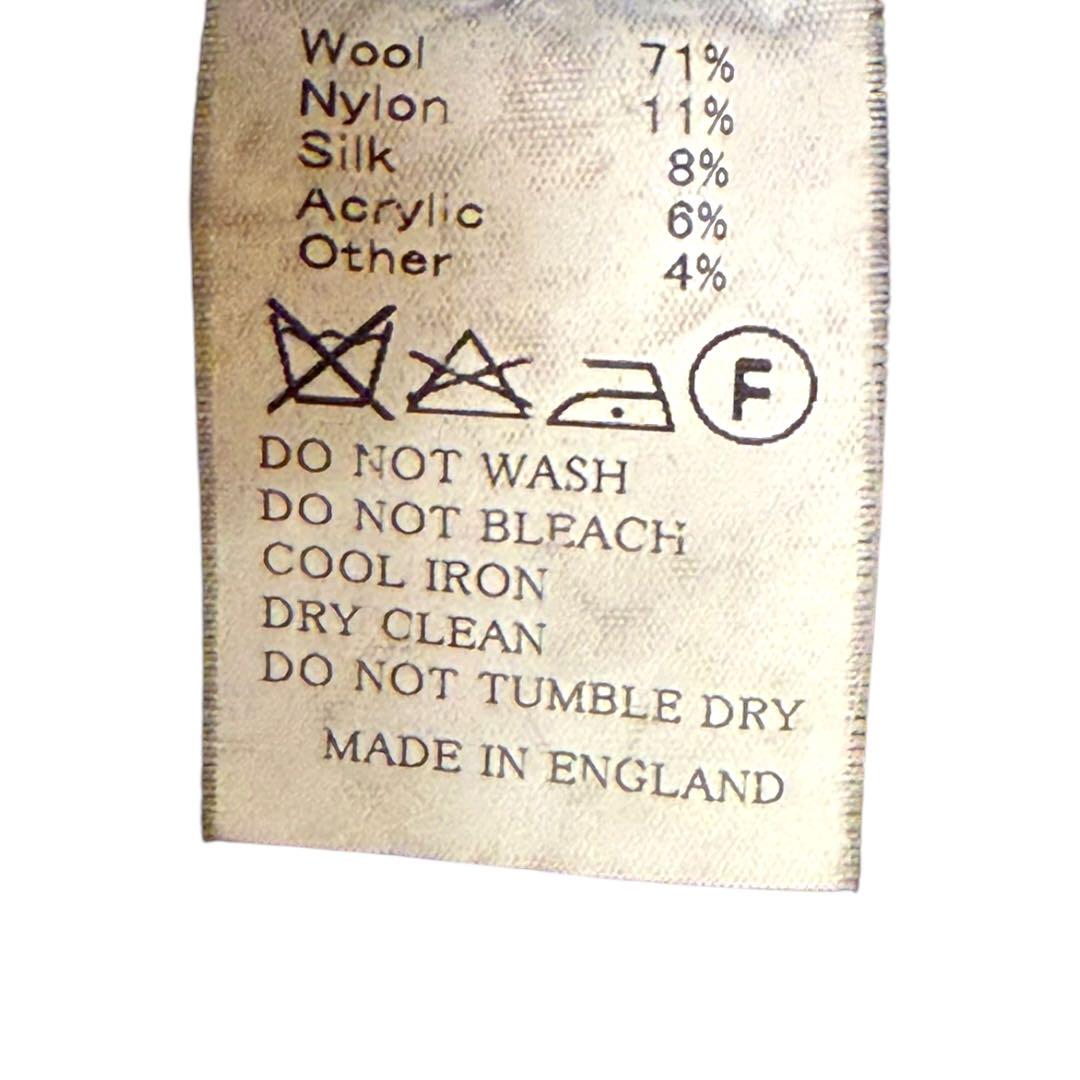 Wool 71%
Nylon 11%
Silk 8%
Acrylic 6%
Other 4%
F
DO NOT WASH
DO NOT BLEACH
COOL IRON
DRY CLEAN
DO NOT TUMBLE DRY
MADE IN ENGLAND